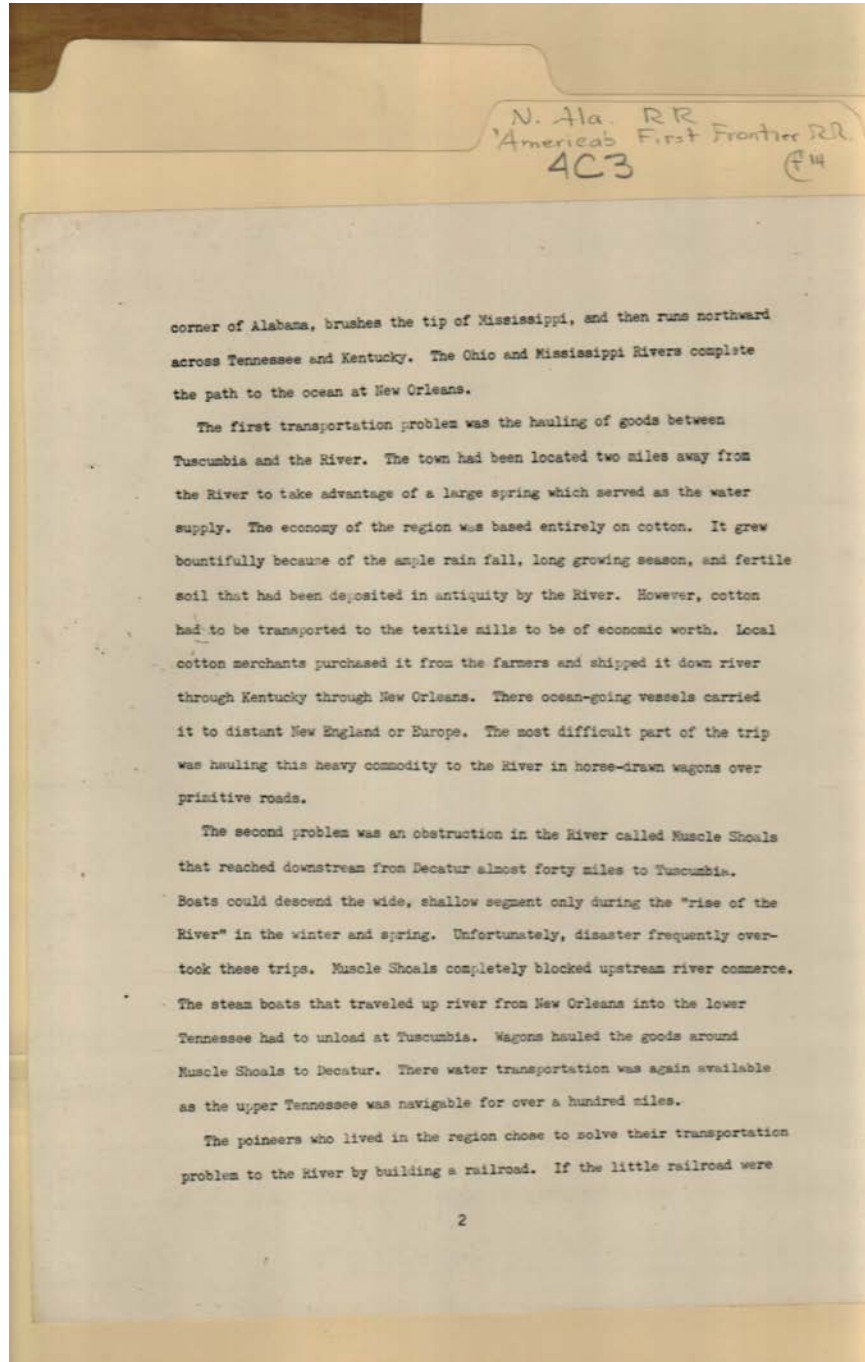 N. Ala. RR
'America's First Frontier RR.
4C3 f 14
corner of Alabama, brushes the tip of Mississippi, and then runs northward
across Tennessee and Kentucky. The Ohio and Mississippi Rivers complete
the path to the ocean at New Orleans.
The first transportation problem was the hauling of goods between
Tuscumbia and the River. The town had been located two miles away from
the River to take advantage of a large spring which served as the water
supply. The economy of the region was based entirely on cotton. It grew
bountifully because of the ample rain fall, long growing season, and fertile
soil that had been deposited in antiquity by the River. However, cotton
had to be transported to the textile mills to be of economic worth. Local
cotton merchants purchased it from the farmers and shipped it down river
through Kentucky through New Orleans. There ocean-going vessels carried
it to distant New England or Europe. The most difficult part of the trip
was hauling this heavy commodity to the River in horse-drawn wagons over
primitive roads.
The second problem was an obstruction in the River called Muscle Shoals
that reached downstream from Decatur almost forty miles to Tuscumbia.
Boats could descend the wide, shallow segment only during the "rise of the
River" in the winter and spring. Unfortunately, disaster frequently over-
took these trips. Muscle Shoals completely blocked upstream river commerce.
The steam boats that traveled up river from New Orleans into the lower
Tennessee had to unload at Tuscumbia. Wagons hauled the goods around
Muscle Shoals to Decatur. There water transportation was again available
as the upper Tennessee was navigable for over a hundred miles.
The poineers who lived in the region chose to solve their transportation
problem to the River by building a railroad. If the little railroad were
2